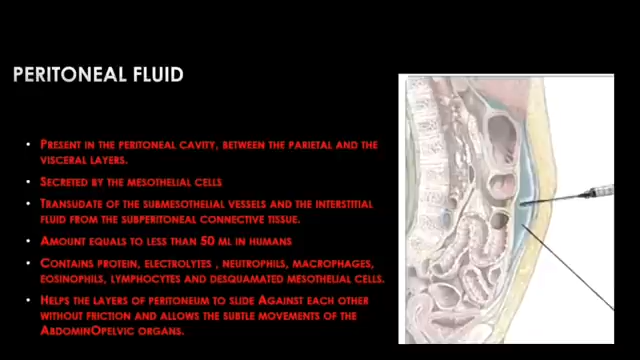 PERITONEAL FLUID
• PRESENT IN THE PERITONEAL CAVITY, BETWEEN THE PARIETAL AND THE
VISCERAL LAYERS.
• SECRETED BY THE MESOTHELIAL CELLS
• TRANSUDATE OF THE SUBMESOTHELIAL VESSELS AND THE INTERSTITIAL
FLUID FROM THE SUBPERITONEAL CONNECTIVE TISSUE.
• AMOUNT EQUALS TO LESS THAN 50 ML IN HUMANS
• CONTAINS PROTEIN, ELECTROLYTES , NEUTROPHILS, MACROPHAGES,
EOSINOPHILS, LYMPHOCYTES AND DESQUAMATED MESOTHELIAL CELLS.
• HELPS THE LAYERS OF PERITONEUM TO SLIDE AGAINST EACH OTHER
WITHOUT FRICTION AND ALLOWS THE SUBTLE MOVEMENTS OF THE
ABDOMINOPELVIC ORGANS.